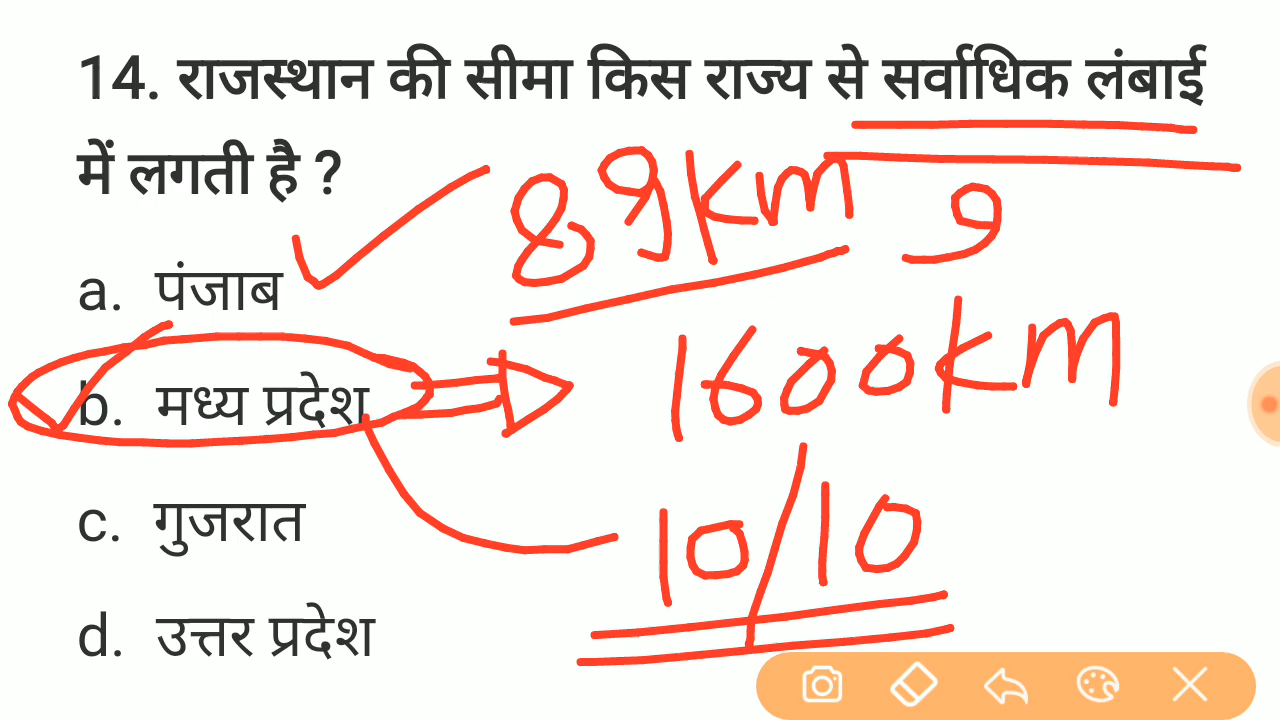 14. राजस्थान की सीमा किस राज्य से सर्वाधिक लंबाई
में लगती है ?
89km 9
a. पंजाब
b. मध्य प्रदेश
1600km
c. गुजरात
10/10
d. उत्तर प्रदेश